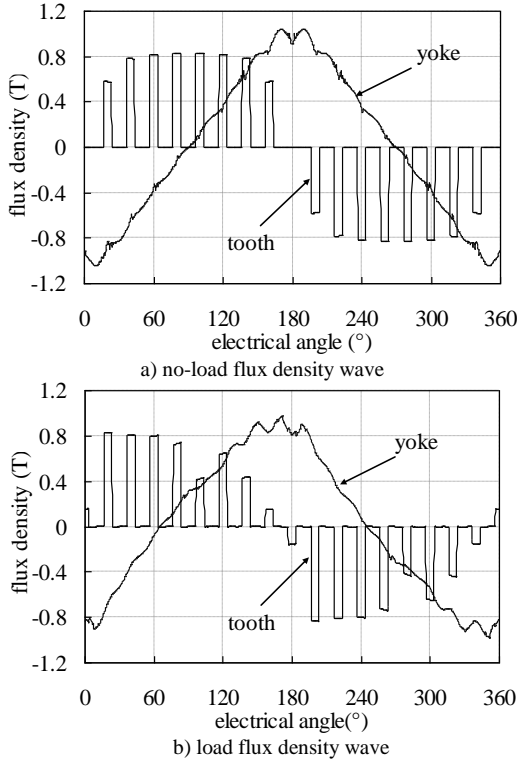 1.2
0.8
0.4
0
-0.4
-0.8
-1.2
flux density (T)
yoke
tooth
0 60 120 180 240 300 360
electrical angle (°)
a) no-load flux density wave
1.2
0.8
0.4
0
-0.4
-0.8
-1.2
flux density (T)
yoke
tooth
0 60 120 180 240 300 360
electrical angle(°)
b) load flux density wave